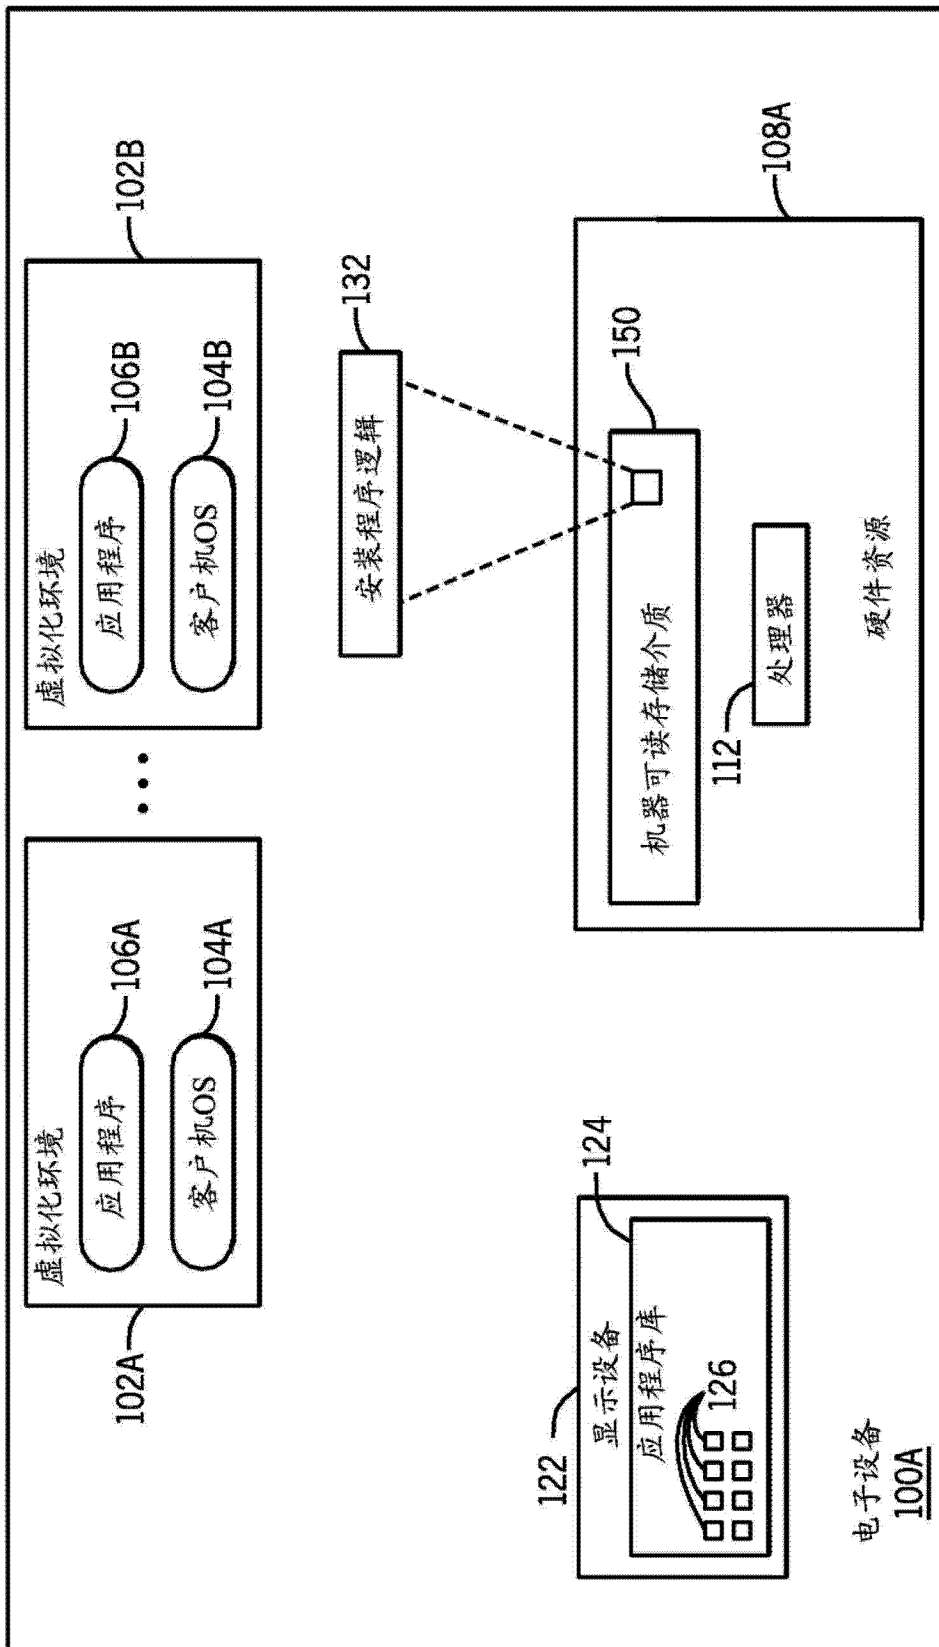 虚拟化环境
应用程序
106A
客户机OS
104A
102A
虚拟化环境
应用程序
106B
客户机OS
104B
102B
安装程序逻辑
132
显示设备
122
应用程序库
124
126
机器可读存储介质
150
处理器
112
硬件资源
108A
电子设备
100A